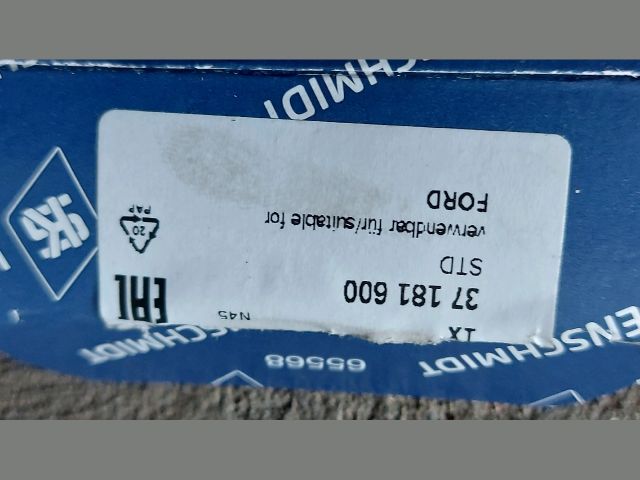 65568
ENSCHMIDT
1X
N45
37 181 600
EAC
STD
verwendbar für/suitable for
FORD
20
PAP
CHMIDT